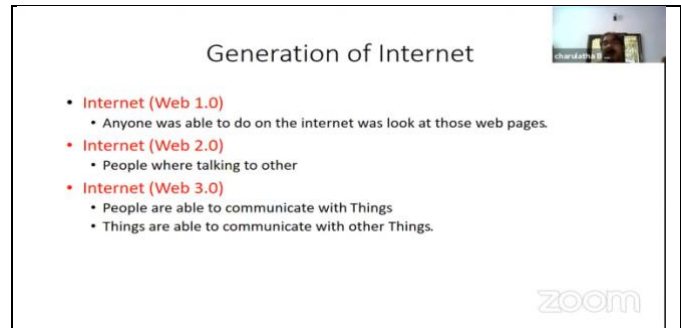 Generation of Internet
charulatha B
• Internet (Web 1.0)
• Anyone was able to do on the internet was look at those web pages.
• Internet (Web 2.0)
• People where talking to other
• Internet (Web 3.0)
• People are able to communicate with Things
• Things are able to communicate with other Things.
zoom